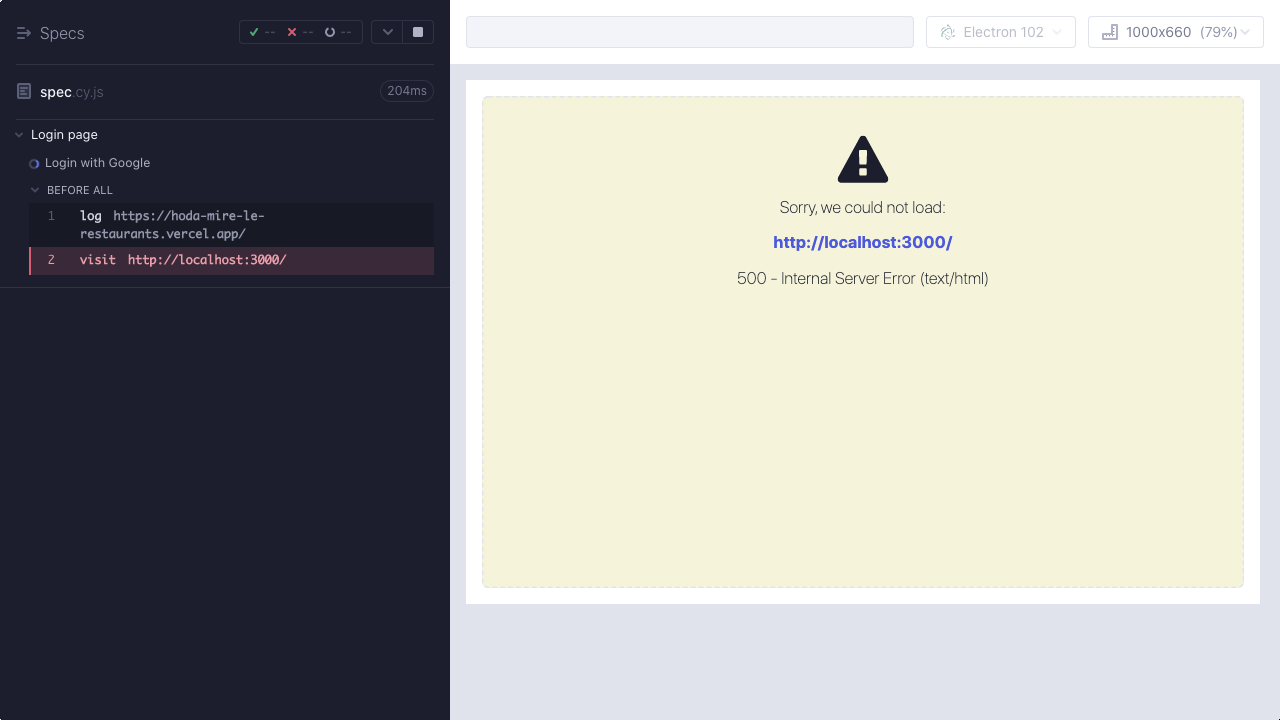 Specs
--
--
--
spec.cy.js
204ms
Login page
Login with Google
BEFORE ALL
1 log https://hoda-mire-le-
restaurants.vercel.app/
2 visit http://localhost:3000/
Electron 102
1000x660 (79%)
Sorry, we could not load:
http://localhost:3000/
500 - Internal Server Error (text/html)